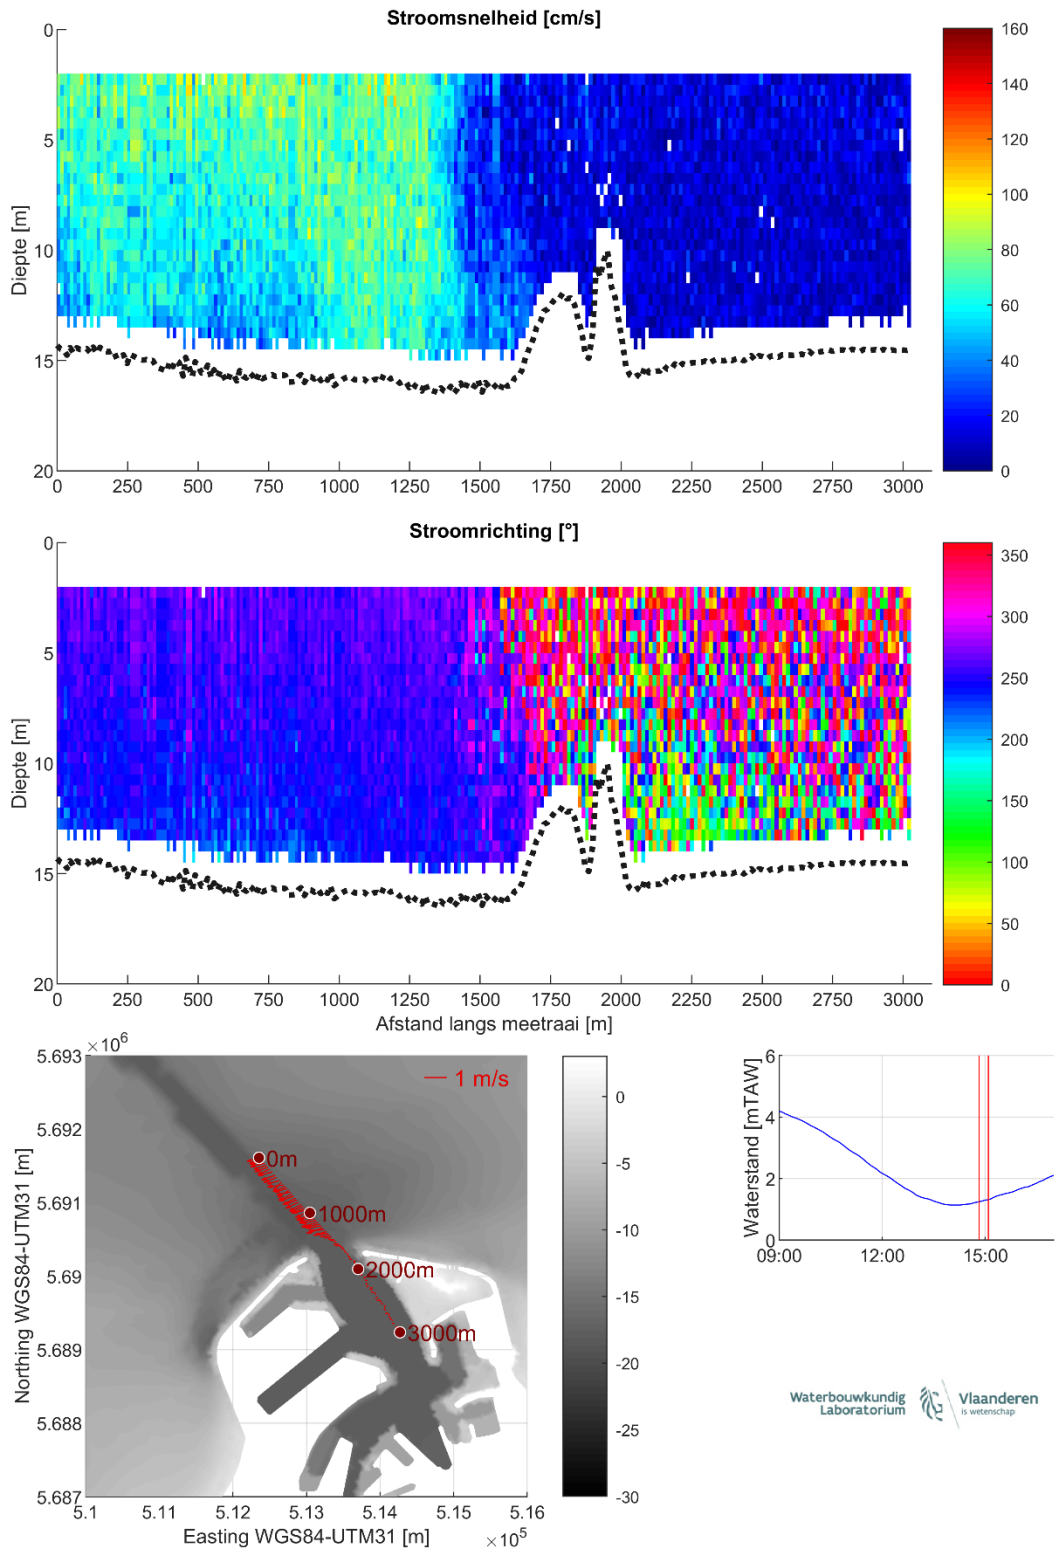 Stroomsnelheid [cm/s]
0
5
10
15
20
Diepte [m]
0 250 500 750 1000 1250 1500 1750 2000 2250 2500 2750 3000
160
140
120
100
80
60
40
20
0
Stroomrichting [°]
0
5
10
15
20
Diepte [m]
0 250 500 750 1000 1250 1500 1750 2000 2250 2500 2750 3000
Afstand langs meetraai [m]
350
300
250
200
150
100
50
0
×10⁶
5.693
5.692
5.691
5.69
5.689
5.688
5.687
Northing WGS84-UTM31 [m]
1 m/s
0m
1000m
2000m
3000m
5.1 5.11 5.12 5.13 5.14 5.15 5.16
Easting WGS84-UTM31 [m]
×10⁵
0
-5
-10
-15
-20
-25
-30
Waterstand [mTAW]
6
4
2
0
09:00 12:00 15:00
Waterbouwkundig
Laboratorium
Vlaanderen
is wetenschap